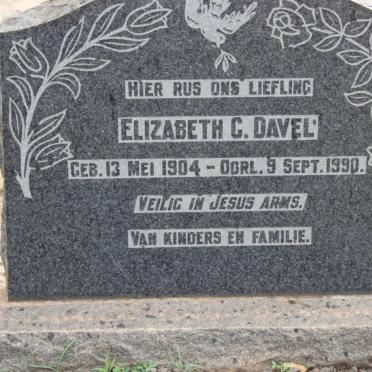 HIER RUS ONS LIEFLING
ELIZABETH C. DAVEL
GEB. 13 MEI 1904 - OORL. 9 SEPT. 1990.
VEILIG IN JESUS ARMS.
VAN KINDERS EN FAMILIE.